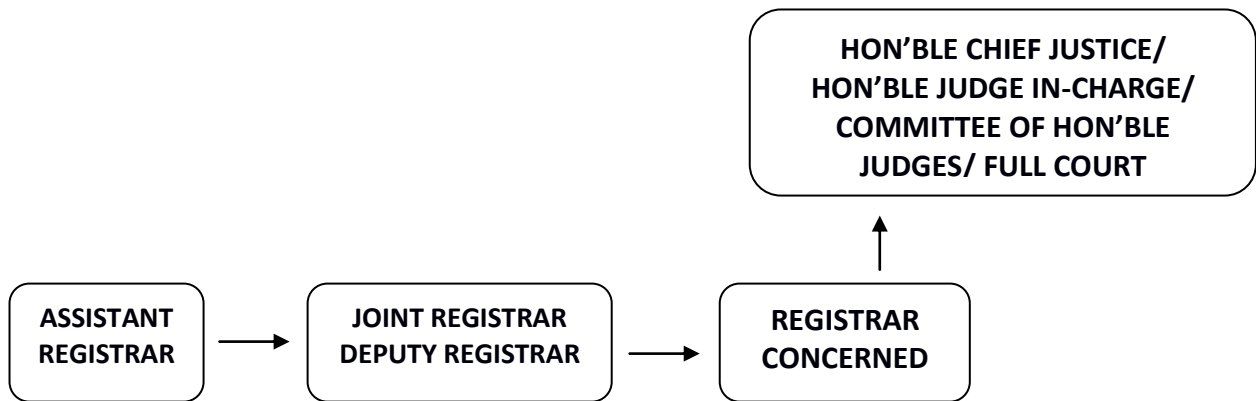 HON’BLE CHIEF JUSTICE/
HON’BLE JUDGE IN-CHARGE/
COMMITTEE OF HON’BLE
JUDGES/ FULL COURT
ASSISTANT
REGISTRAR
JOINT REGISTRAR
DEPUTY REGISTRAR
REGISTRAR
CONCERNED